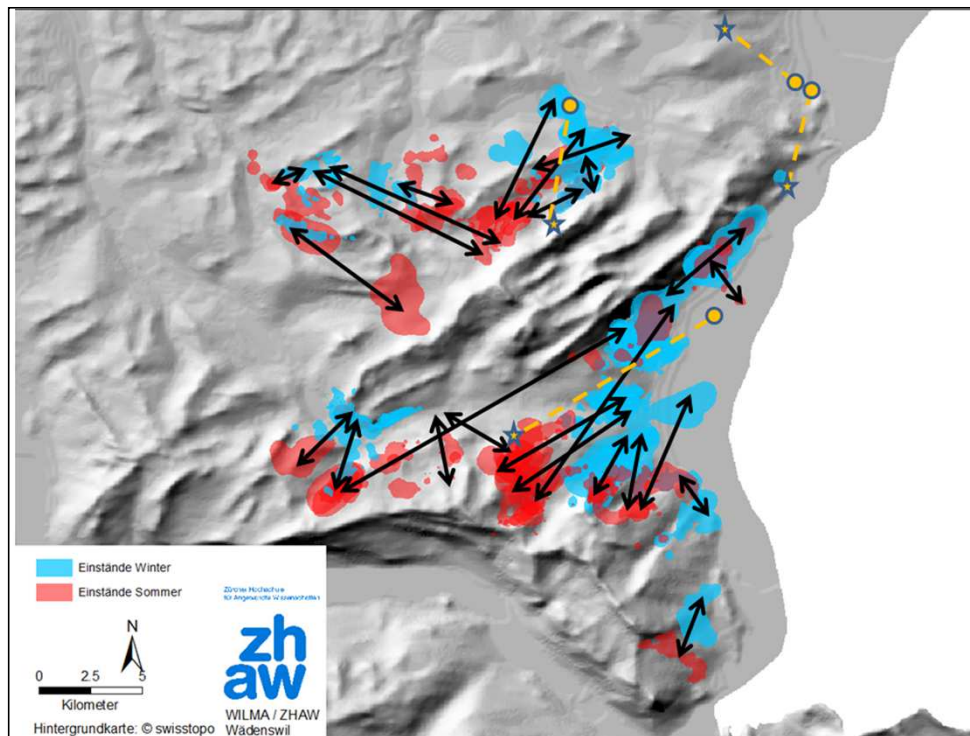 Einstände Winter
Einstände Sommer
Zürcher Hochschule
für Angewandte Wissenschaften
zh
aw
N
0 2.5 5
Kilometer
WILMA / ZHAW
Wädenswil
Hintergrundkarte: © swisstopo